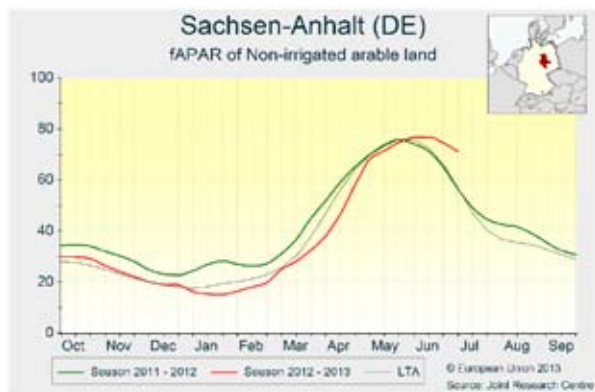 Sachsen-Anhalt (DE)
fAPAR of Non-irrigated arable land
100
80
60
40
20
0
Oct Nov Dec Jan Feb Mar Apr May Jun Jul Aug Sep
Season 2011 - 2012 Season 2012 - 2013 LTA
© European Union 2013
Source: Joint Research Centre